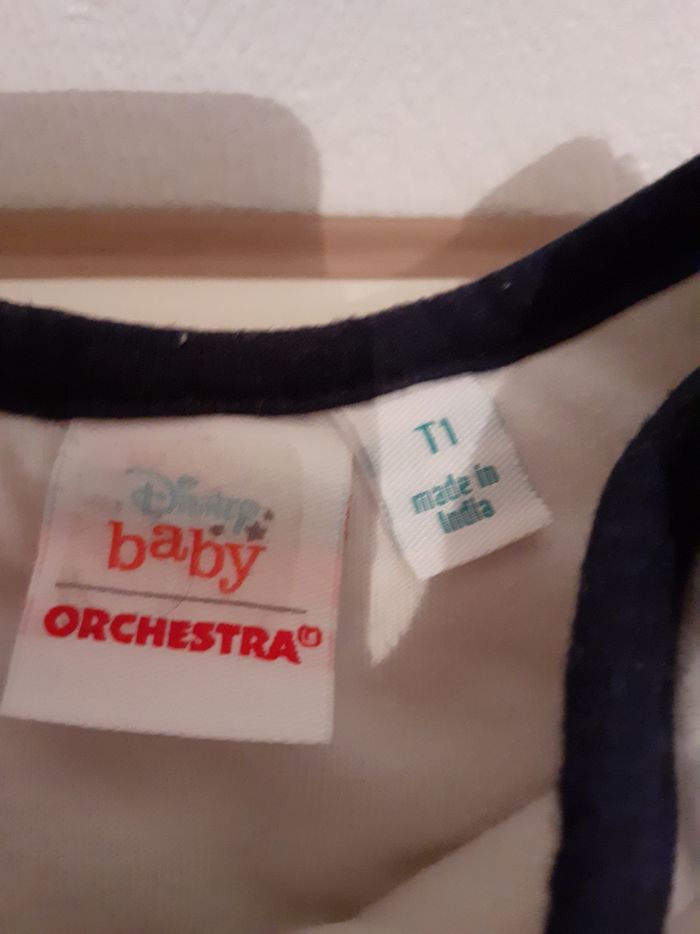 Disney
baby
ORCHESTRA
T1
made in
India